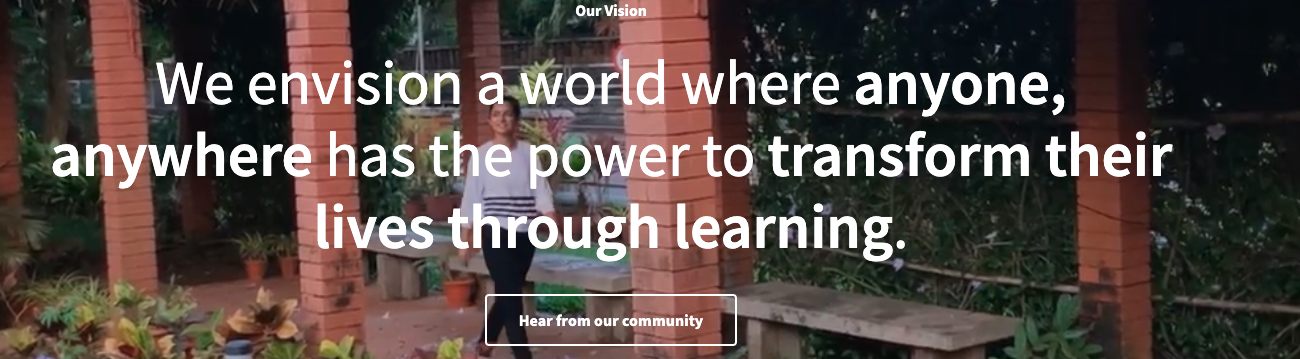 Our Vision
We envision a world where anyone,
anywhere has the power to transform their
lives through learning.
Hear from our community